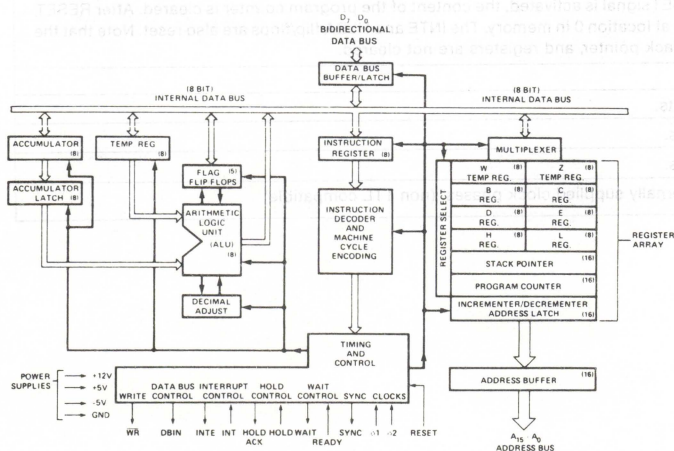 D7 D0
BIDIRECTIONAL
DATA BUS
DATA BUS
BUFFER/LATCH
(8 BIT)
INTERNAL DATA BUS
(8 BIT)
INTERNAL DATA BUS
ACCUMULATOR
(8)
TEMP REG
(8)
FLAG (5)
FLIP FLOPS
INSTRUCTION
REGISTER (8)
MULTIPLEXER
ACCUMULATOR
LATCH (8)
ARITHMETIC
LOGIC
UNIT
(ALU)
(8)
DECIMAL
ADJUST
INSTRUCTION
DECODER
AND
MACHINE
CYCLE
ENCODING
REGISTER SELECT
W (8) Z (8)
TEMP REG. TEMP REG.
B (8) C (8)
REG. REG.
D (8) E (8)
REG. REG.
H (8) L (8)
REG. REG.
STACK POINTER (16)
PROGRAM COUNTER (16)
INCREMENTER/DECREMENTER
ADDRESS LATCH (16)
REGISTER
ARRAY
TIMING
AND
CONTROL
DATA BUS INTERRUPT HOLD WAIT
WRITE CONTROL CONTROL CONTROL CONTROL SYNC CLOCKS
POWER
SUPPLIES
+12V
+5V
-5V
GND
WR DBIN INTE INT HOLD HOLD WAIT SYNC φ1 φ2 RESET
ACK READY
ADDRESS BUFFER (16)
A15 A0
ADDRESS BUS